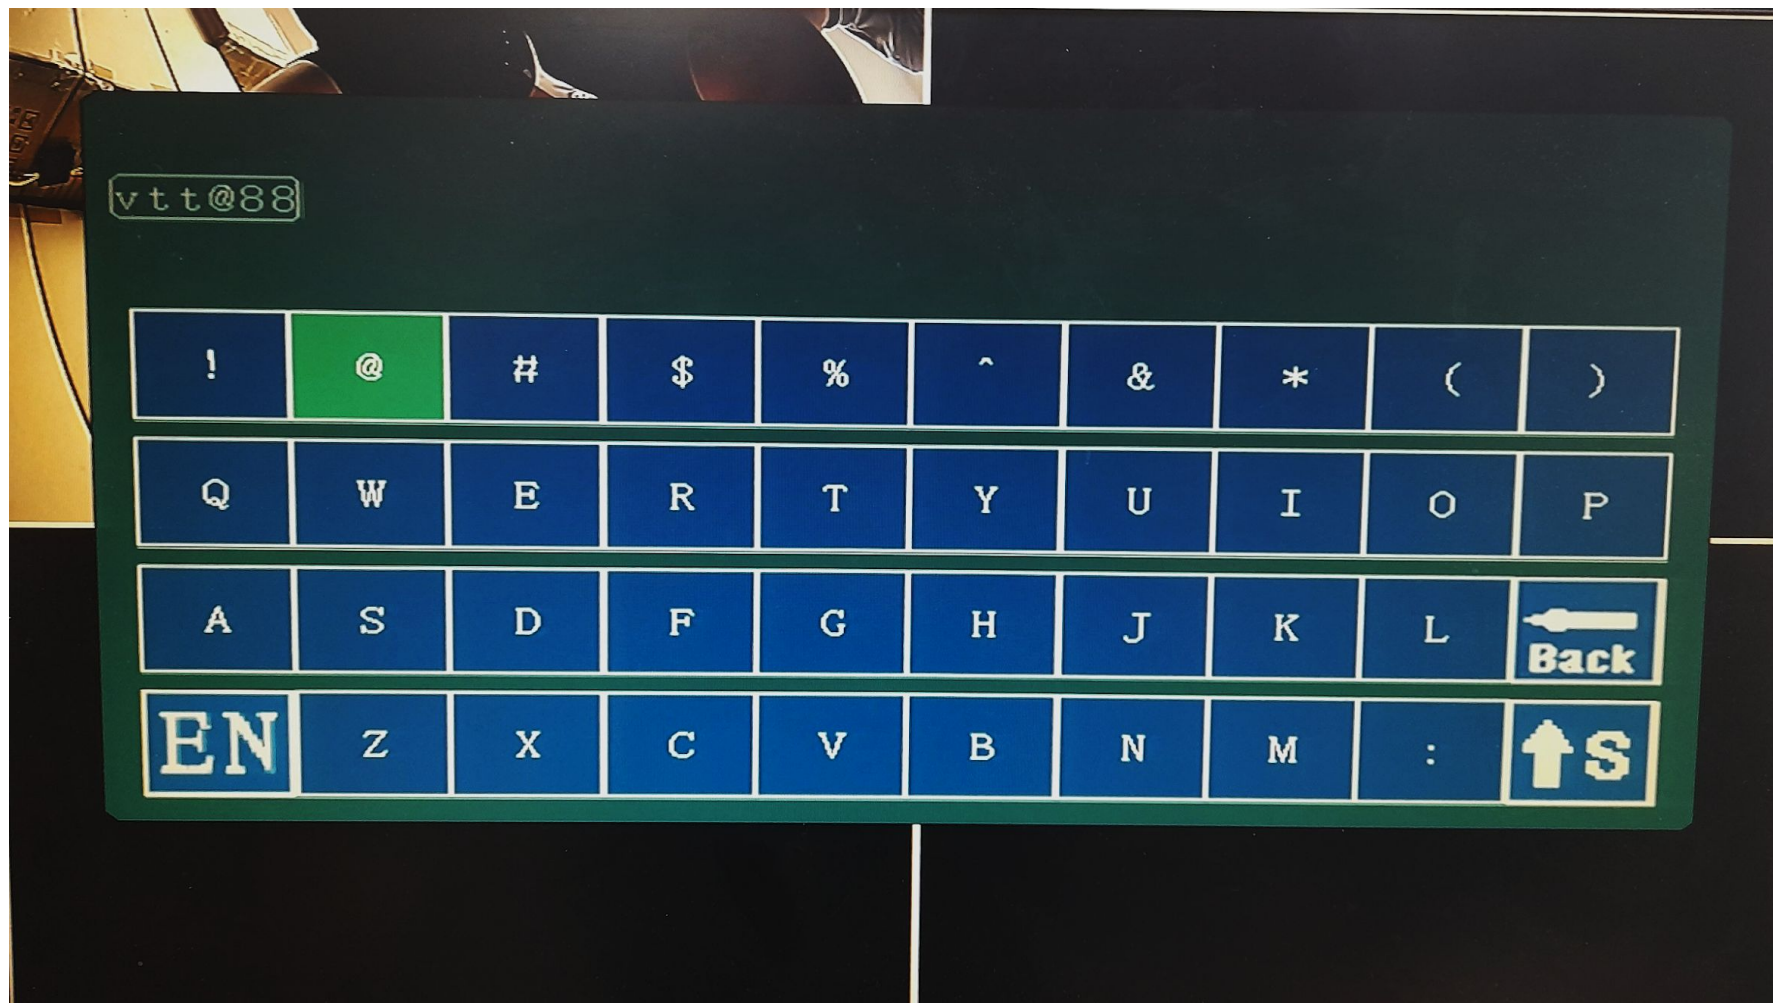 vtt@88
! @ # $ % ^ & * ( )
Q W E R T Y U I O P
A S D F G H J K L Back
EN Z X C V B N M : S